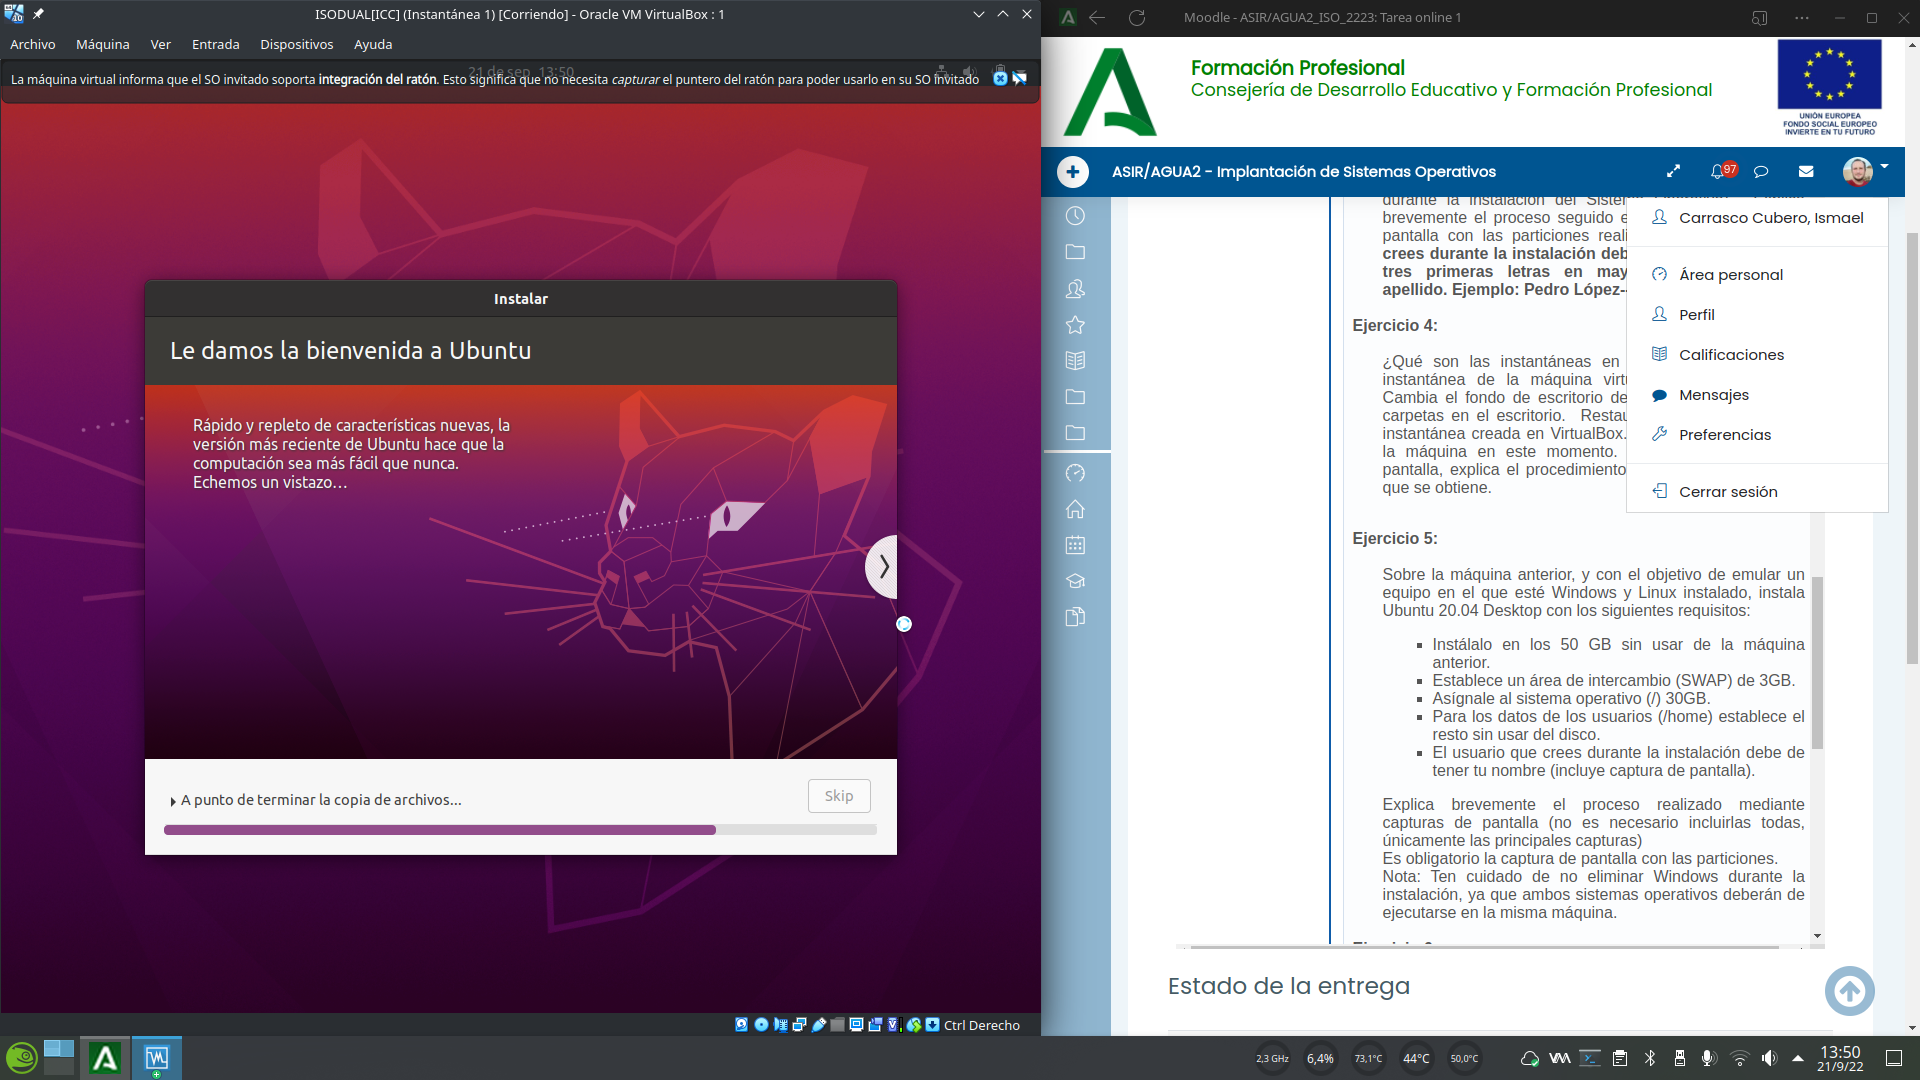 ISODUAL[ICC] (Instantánea 1) [Corriendo] - Oracle VM VirtualBox : 1
Archivo Máquina Ver Entrada Dispositivos Ayuda
21 de sep 13:50
La máquina virtual informa que el SO invitado soporta integración del ratón. Esto significa que no necesita capturar el puntero del ratón para poder usarlo en su SO invitado
Instalar
Le damos la bienvenida a Ubuntu
Rápido y repleto de características nuevas, la
versión más reciente de Ubuntu hace que la
computación sea más fácil que nunca.
Echemos un vistazo…
A punto de terminar la copia de archivos…
Skip
Ctrl Derecho
Moodle - ASIR/AGUA2_ISO_2223: Tarea online 1
Formación Profesional
Consejería de Desarrollo Educativo y Formación Profesional
UNIÓN EUROPEA
FONDO SOCIAL EUROPEO
INVIERTE EN TU FUTURO
ASIR/AGUA2 - Implantación de Sistemas Operativos
97
Carrasco Cubero, Ismael
Área personal
Perfil
Calificaciones
Mensajes
Preferencias
Cerrar sesión
durante la instalación del Siste
brevemente el proceso seguido e
pantalla con las particiones reali
crees durante la instalación deb
tres primeras letras en may
apellido. Ejemplo: Pedro López-
Ejercicio 4:
¿Qué son las instantáneas en
instantánea de la máquina virtu
Cambia el fondo de escritorio de
carpetas en el escritorio. Restau
instantánea creada en VirtualBox.
la máquina en este momento.
pantalla, explica el procedimiento
que se obtiene.
Ejercicio 5:
Sobre la máquina anterior, y con el objetivo de emular un
equipo en el que esté Windows y Linux instalado, instala
Ubuntu 20.04 Desktop con los siguientes requisitos:
Instálalo en los 50 GB sin usar de la máquina
anterior.
Establece un área de intercambio (SWAP) de 3GB.
Asígnale al sistema operativo (/) 30GB.
Para los datos de los usuarios (/home) establece el
resto sin usar del disco.
El usuario que crees durante la instalación debe de
tener tu nombre (incluye captura de pantalla).
Explica brevemente el proceso realizado mediante
capturas de pantalla (no es necesario incluirlas todas,
únicamente las principales capturas)
Es obligatorio la captura de pantalla con las particiones.
Nota: Ten cuidado de no eliminar Windows durante la
instalación, ya que ambos sistemas operativos deberán de
ejecutarse en la misma máquina.
Estado de la entrega
2,3 GHz
6,4%
73,1°C
44°C
50,0°C
13:50
21/9/22